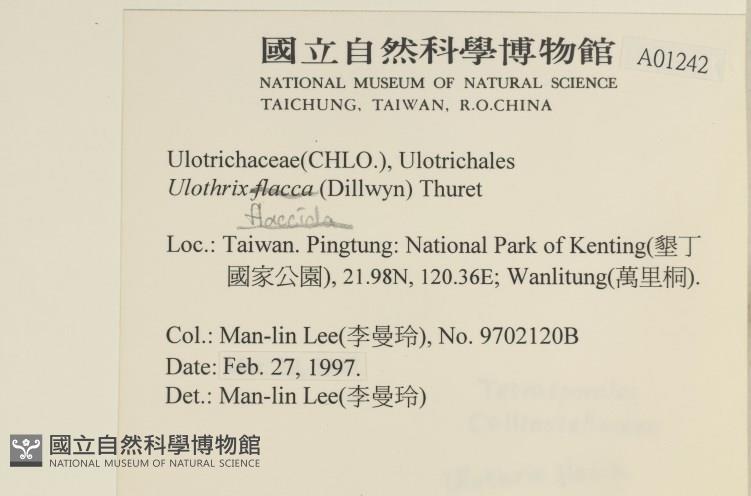 國立自然科學博物館
A01242
NATIONAL MUSEUM OF NATURAL SCIENCE
TAICHUNG, TAIWAN, R.O.CHINA
Ulotrichaceae(CHLO.), Ulotrichales
Ulothrix flacca (Dillwyn) Thuret
flaccida
Loc.: Taiwan. Pingtung: National Park of Kenting(墾丁
國家公園), 21.98N, 120.36E; Wanlitung(萬里桐).
Col.: Man-lin Lee(李曼玲), No. 9702120B
Date: Feb. 27, 1997.
Det.: Man-lin Lee(李曼玲)
國立自然科學博物館
NATIONAL MUSEUM OF NATURAL SCIENCE